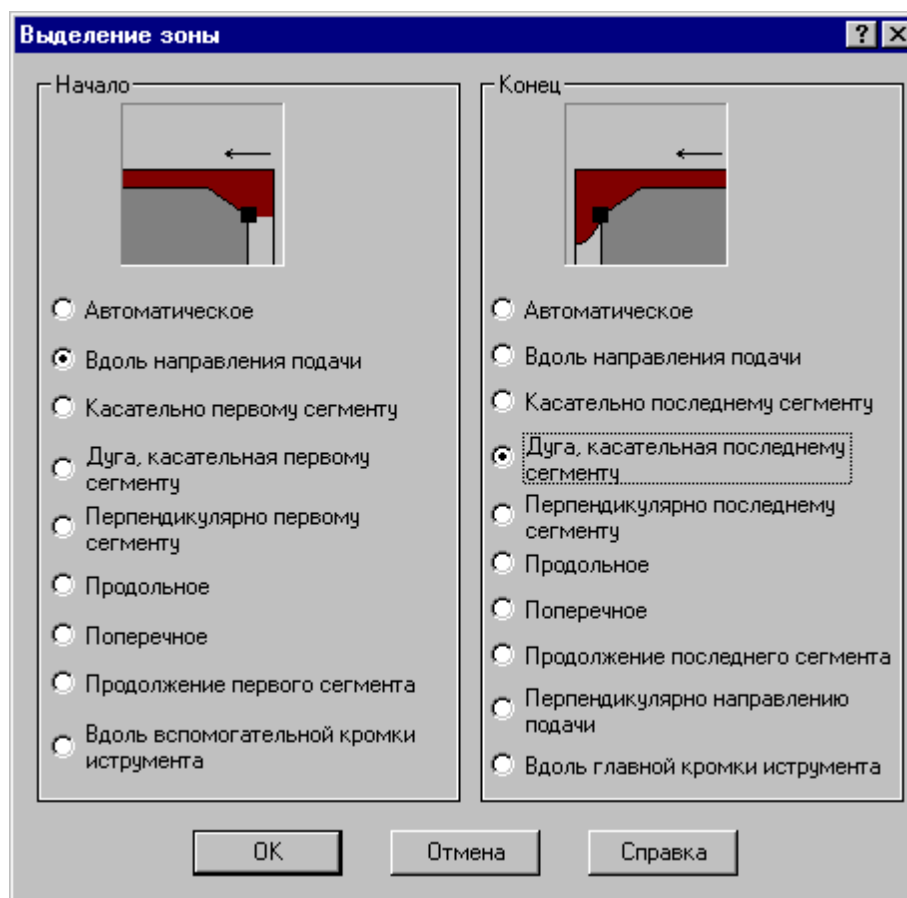 Выделение зоны
Начало
Автоматическое
Вдоль направления подачи
Касательно первому сегменту
Дуга, касательная первому
сегменту
Перпендикулярно первому
сегменту
Продольное
Поперечное
Продолжение первого сегмента
Вдоль вспомогательной кромки
иструмента
Конец
Автоматическое
Вдоль направления подачи
Касательно последнему сегменту
Дуга, касательная последнему
сегменту
Перпендикулярно последнему
сегменту
Продольное
Поперечное
Продолжение последнего сегмента
Перпендикулярно направлению
подачи
Вдоль главной кромки иструмента
OK
Отмена
Справка